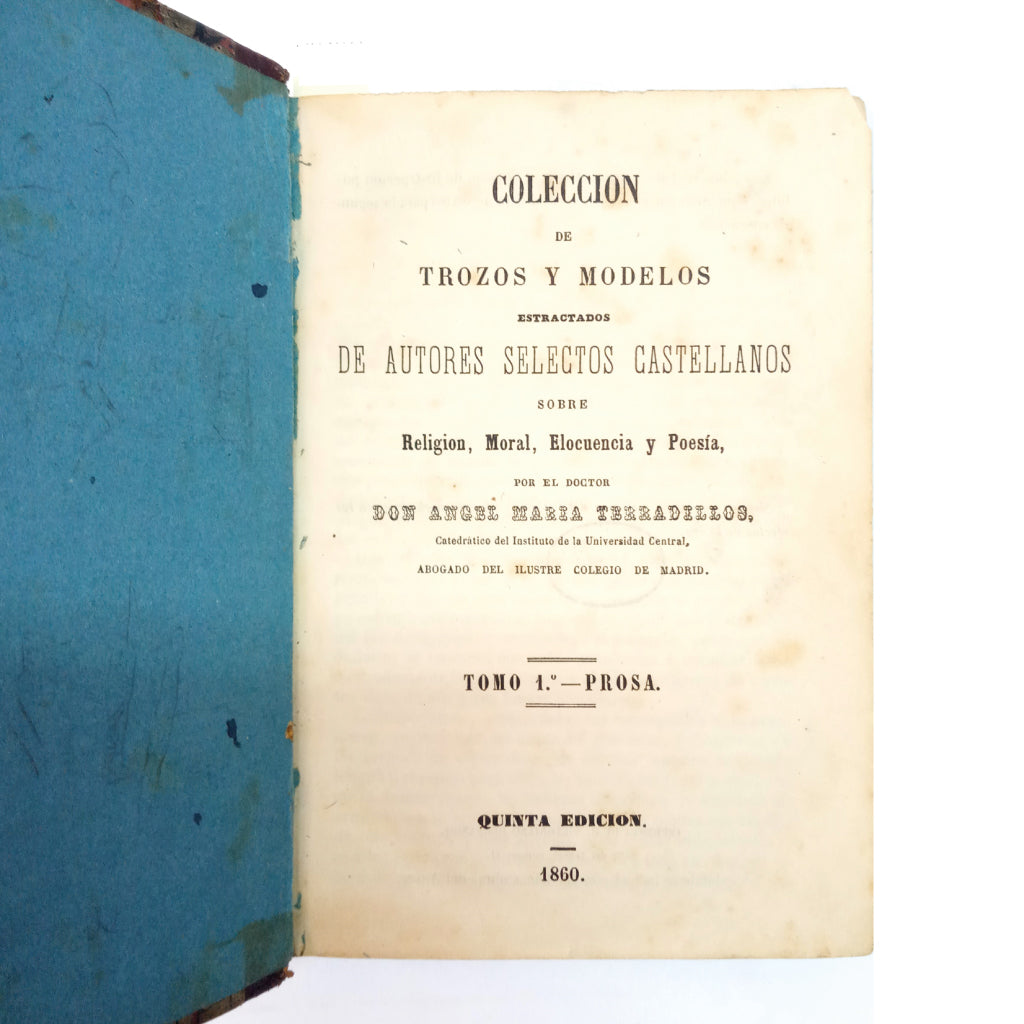 COLECCION
DE
TROZOS Y MODELOS
ESTRACTADOS
DE AUTORES SELECTOS CASTELLANOS
SOBRE
Religion, Moral, Elocuencia y Poesía,
POR EL DOCTOR
DON ANGEL MARIA TERRADILLOS,
Catedràtico del Instituto de la Universidad Central,
ABOGADO DEL ILUSTRE COLEGIO DE MADRID.
TOMO 1.º—PROSA.
QUINTA EDICION.
1860.